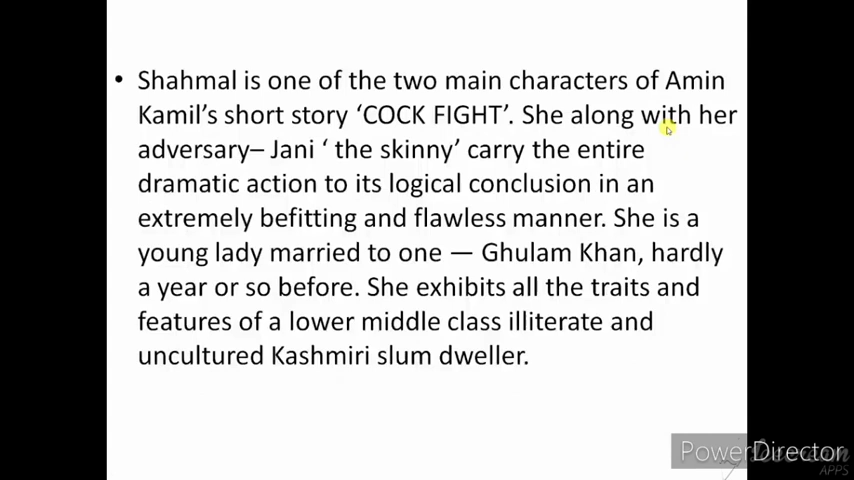 • Shahmal is one of the two main characters of Amin
Kamil’s short story ‘COCK FIGHT’. She along with her
adversary– Jani ‘ the skinny’ carry the entire
dramatic action to its logical conclusion in an
extremely befitting and flawless manner. She is a
young lady married to one — Ghulam Khan, hardly
a year or so before. She exhibits all the traits and
features of a lower middle class illiterate and
uncultured Kashmiri slum dweller.
PowerDirector
APPS